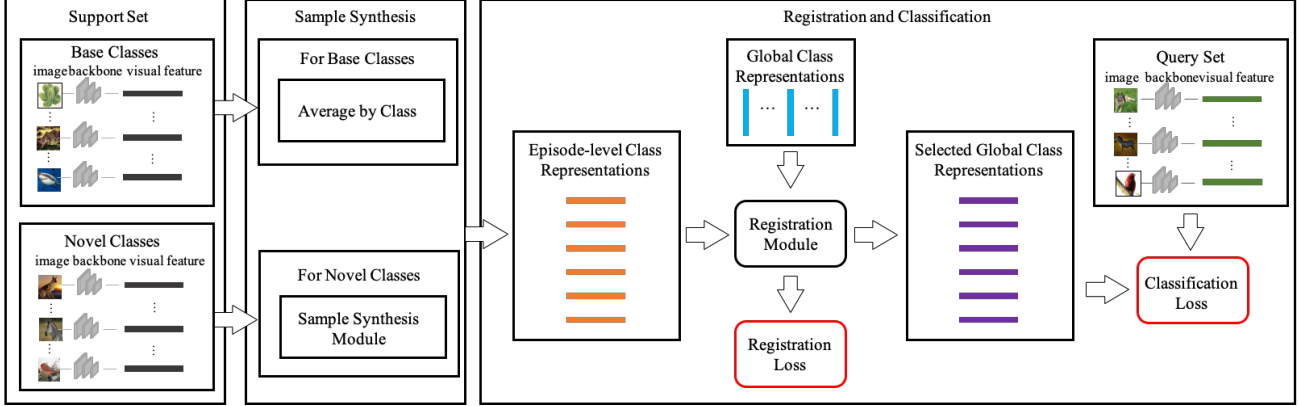 Support Set
Base Classes
image backbone visual feature
...
...
...
...
Novel Classes
image backbone visual feature
...
...
...
...
Sample Synthesis
For Base Classes
Average by Class
For Novel Classes
Sample Synthesis
Module
Registration and Classification
Episode-level Class
Representations
Global Class
Representations
... ...
Registration
Module
Registration
Loss
Selected Global Class
Representations
Query Set
image backbone visual feature
...
...
...
...
Classification
Loss